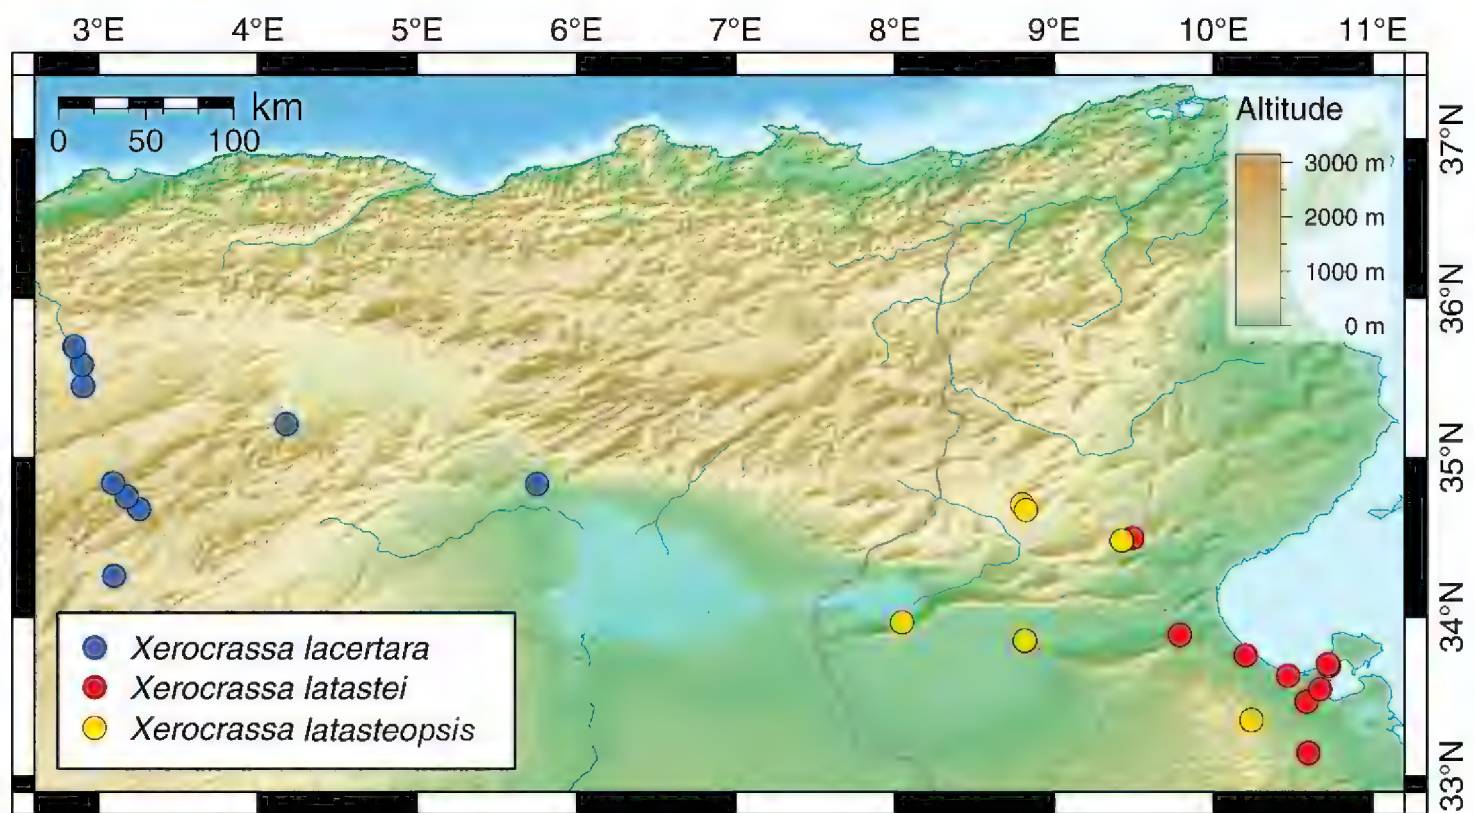 3°E 4°E 5°E 6°E 7°E 8°E 9°E 10°E 11°E
km
0 50 100
Altitude
3000 m
2000 m
1000 m
0 m
37°N
36°N
35°N
34°N
33°N
Xerocrassa lacertara
Xerocrassa latastei
Xerocrassa latasteopsis